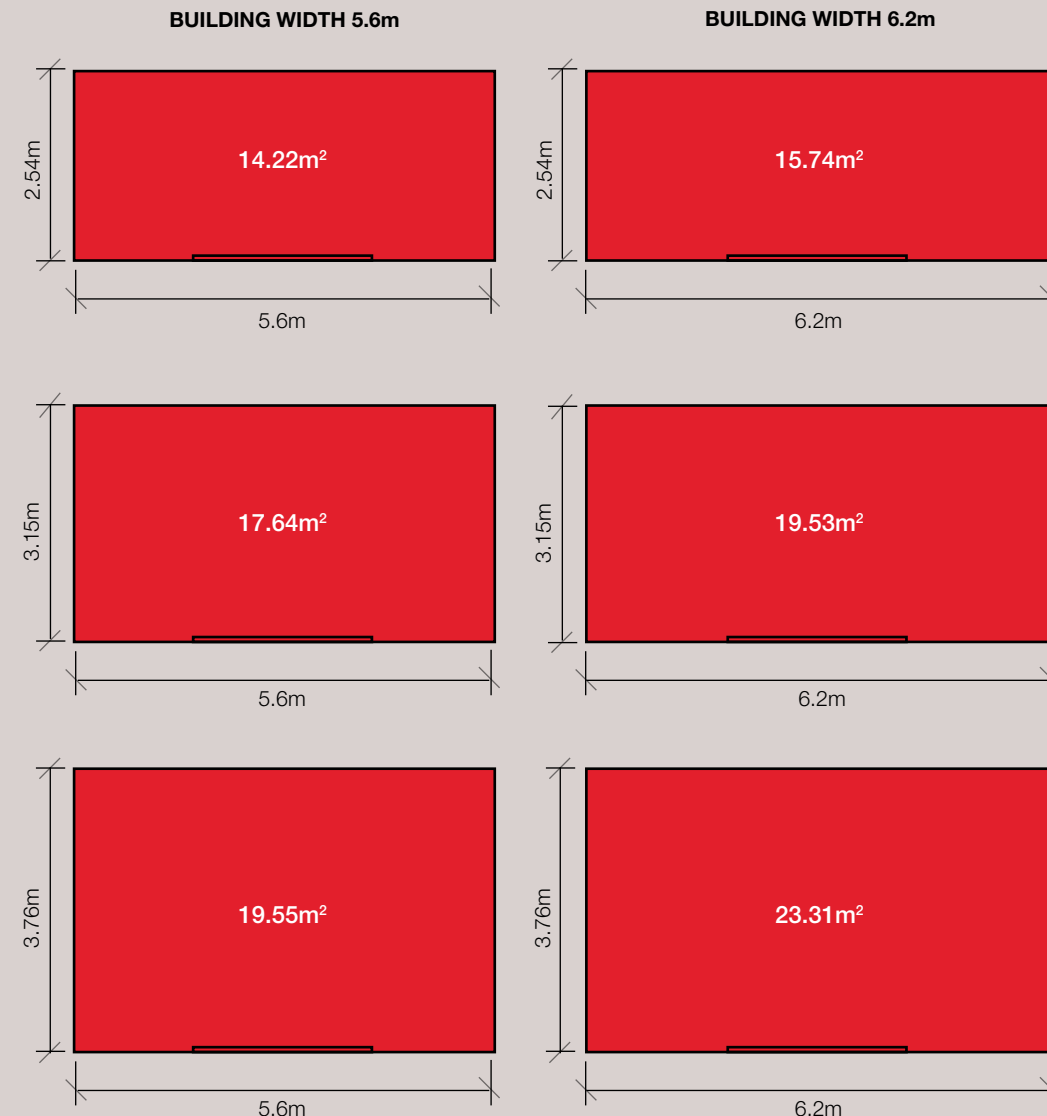 BUILDING WIDTH 5.6m
BUILDING WIDTH 6.2m
2.54m
14.22m²
5.6m
2.54m
15.74m²
6.2m
3.15m
17.64m²
5.6m
3.15m
19.53m²
6.2m
3.76m
19.55m²
5.6m
3.76m
23.31m²
6.2m